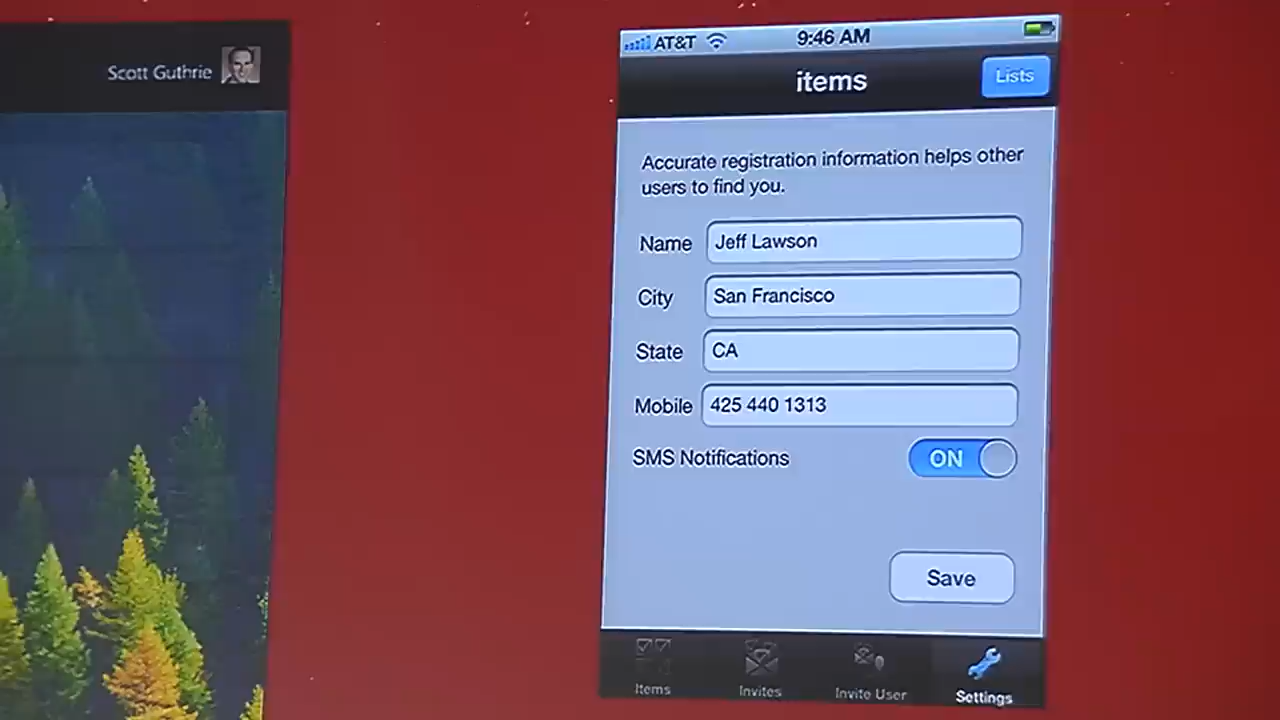 Scott Guthrie
AT&T
9:46 AM
items
Lists
Accurate registration information helps other
users to find you.
Name
Jeff Lawson
City
San Francisco
State
CA
Mobile
425 440 1313
SMS Notifications
ON
Save
Items
Invites
Invite User
Settings